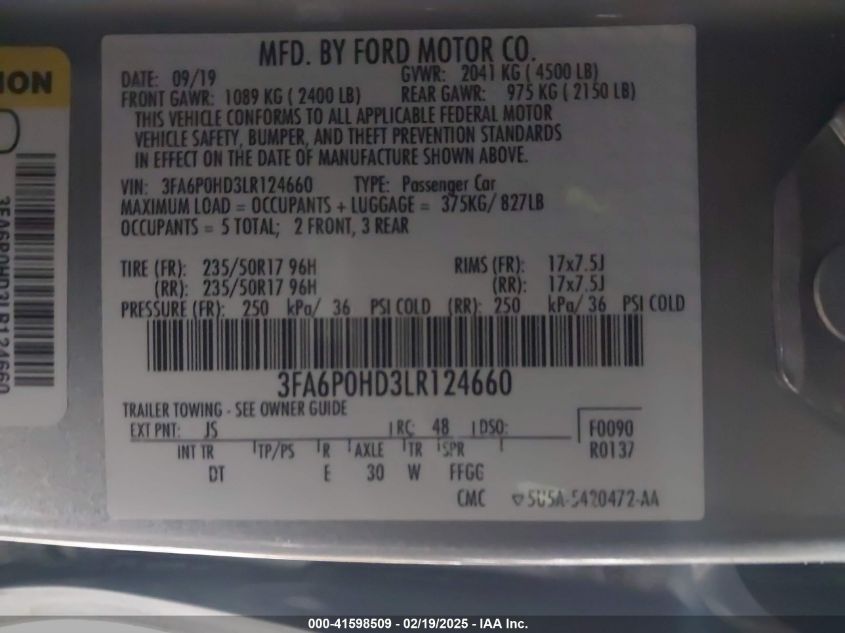 MFD. BY FORD MOTOR CO.
DATE: 09/19 GVWR: 2041 KG ( 4500 LB)
FRONT GAWR: 1089 KG ( 2400 LB) REAR GAWR: 975 KG ( 2150 LB)
THIS VEHICLE CONFORMS TO ALL APPLICABLE FEDERAL MOTOR
VEHICLE SAFETY, BUMPER, AND THEFT PREVENTION STANDARDS
IN EFFECT ON THE DATE OF MANUFACTURE SHOWN ABOVE.
VIN: 3FA6P0HD3LR124660 TYPE: Passenger Car
MAXIMUM LOAD = OCCUPANTS + LUGGAGE = 375KG/ 827LB
OCCUPANTS = 5 TOTAL; 2 FRONT, 3 REAR
TIRE (FR): 235/50R17 96H RIMS (FR): 17x7.5J
(RR): 235/50R17 96H (RR): 17x7.5J
PRESSURE (FR): 250 kPa/ 36 PSI COLD (RR): 250 kPa/ 36 PSI COLD
3FA6P0HD3LR124660
TRAILER TOWING - SEE OWNER GUIDE
EXT PNT: JS RC: 48 DSO: F0090
R0137
INT TR TP/PS R AXLE TR SPR
DT E 30 W FFGG
CMC 5U5A-5420472-AA
ION
3FA6P0HD3LR124660
000-41598509 - 02/19/2025 - IAA Inc.